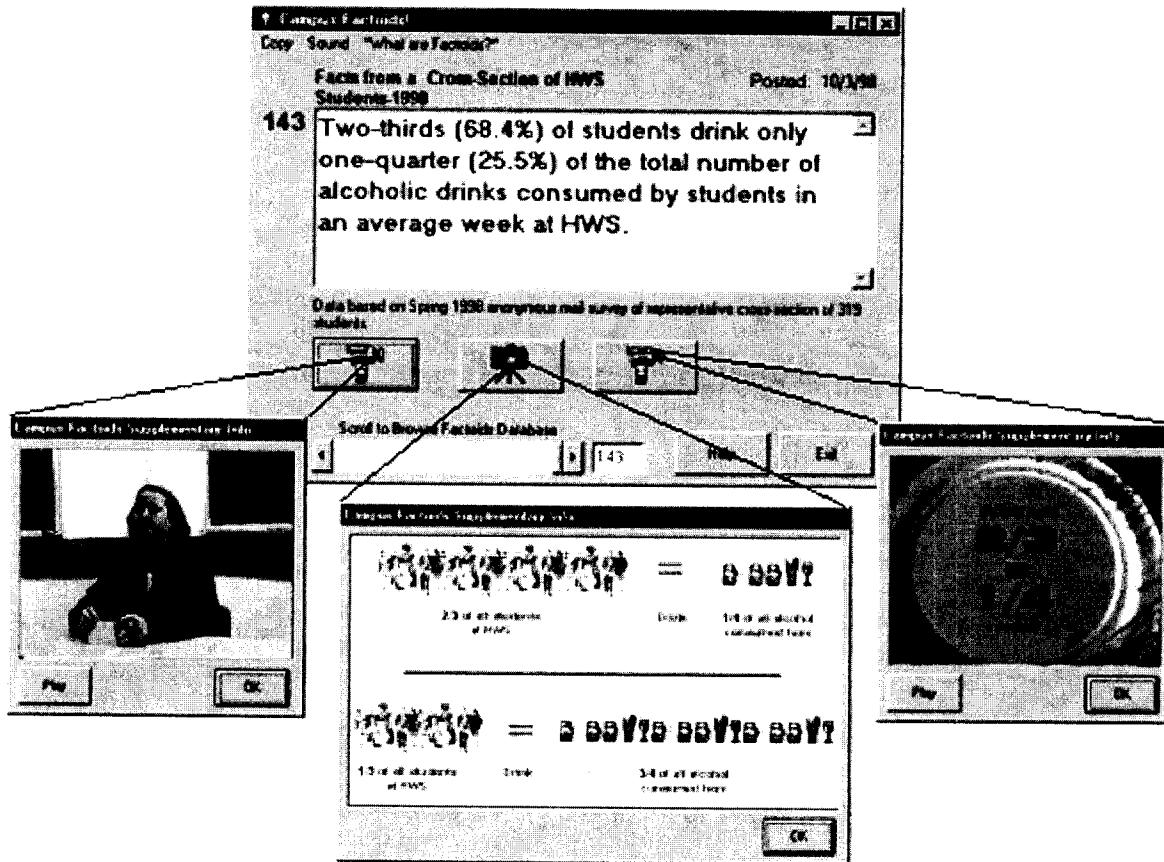 Campus Factoids!
Copy Sound "What are Factoids?"
Facts from a Cross-Section of HWS
Students-1998
Posted: 10/3/98
143
Two-thirds (68.4%) of students drink only
one-quarter (25.5%) of the total number of
alcoholic drinks consumed by students in
an average week at HWS.
Data based on Spring 1998 anonymous mail survey of representative cross-section of 319
students
Scroll to Browse Factoids Database
143
Help
Exit
Campus Factoids Supplementary Info
Play
OK
Campus Factoids Supplementary Info
=
2/3 of all students
at HWS
Drink
1/4 of all alcohol
consumed here
=
1/3 of all students
at HWS
Drink
3/4 of all alcohol
consumed here
OK
Campus Factoids Supplementary Info
2/3
1/4
Play
OK